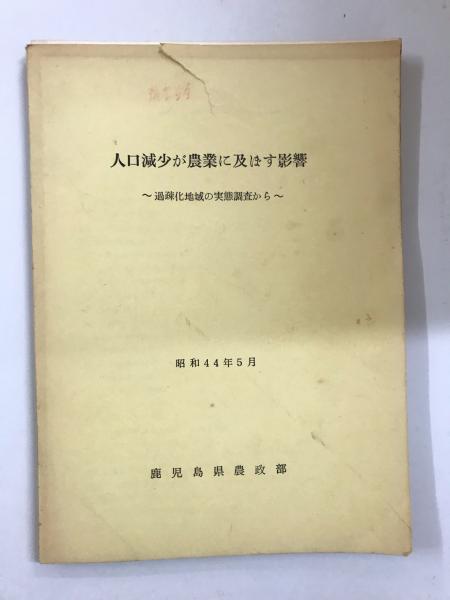 人口減少が農業に及ぼす影響
～過疎化地域の実態調査から～
昭和44年5月
鹿児島県農政部